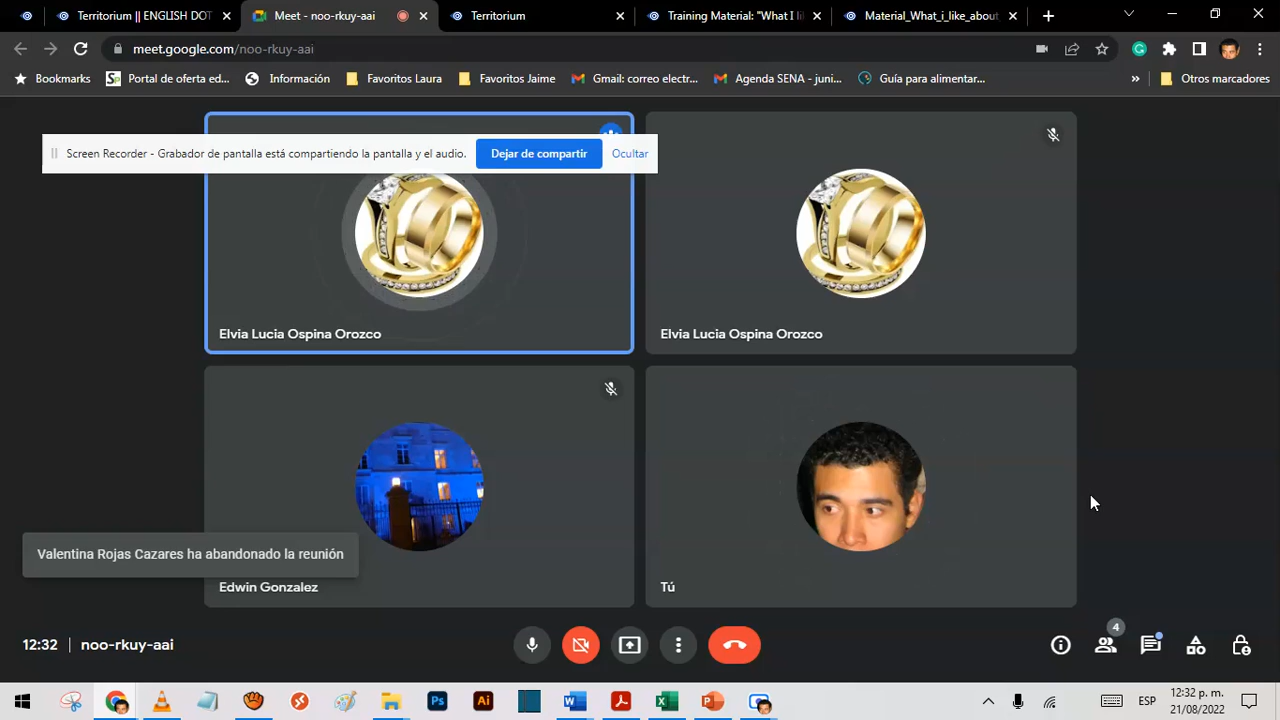 Territorium || ENGLISH DOT
Meet - noo-rkuy-aai
Territorium
Training Material: "What I li
Material_What_i_like_about
meet.google.com/noo-rkuy-aai
Bookmarks
Portal de oferta ed...
Información
Favoritos Laura
Favoritos Jaime
Gmail: correo electr...
Agenda SENA - juni...
Guía para alimentar...
Otros marcadores
Screen Recorder - Grabador de pantalla está compartiendo la pantalla y el audio.
Dejar de compartir
Ocultar
Elvia Lucia Ospina Orozco
Elvia Lucia Ospina Orozco
Valentina Rojas Cazares ha abandonado la reunión
Edwin Gonzalez
Tú
12:32 | noo-rkuy-aai
4
ESP
12:32 p. m.
21/08/2022